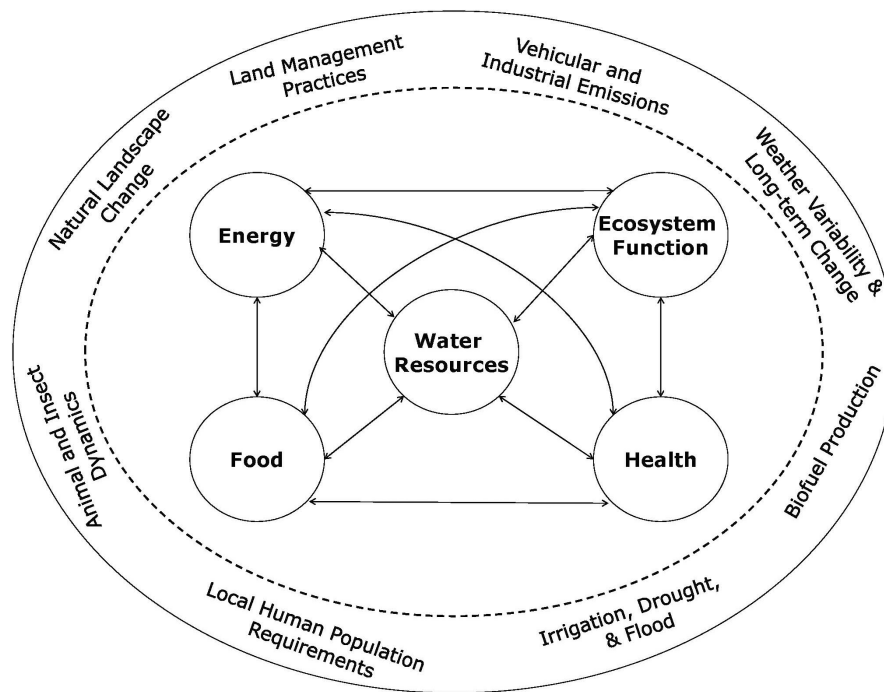 Land Management
Practices
Vehicular and
Industrial Emissions
Natural Landscape
Change
Weather Variability &
Long-term Change
Energy
Ecosystem
Function
Water
Resources
Food
Health
Animal and Insect
Dynamics
Biofuel Production
Local Human Population
Requirements
Irrigation, Drought,
& Flood